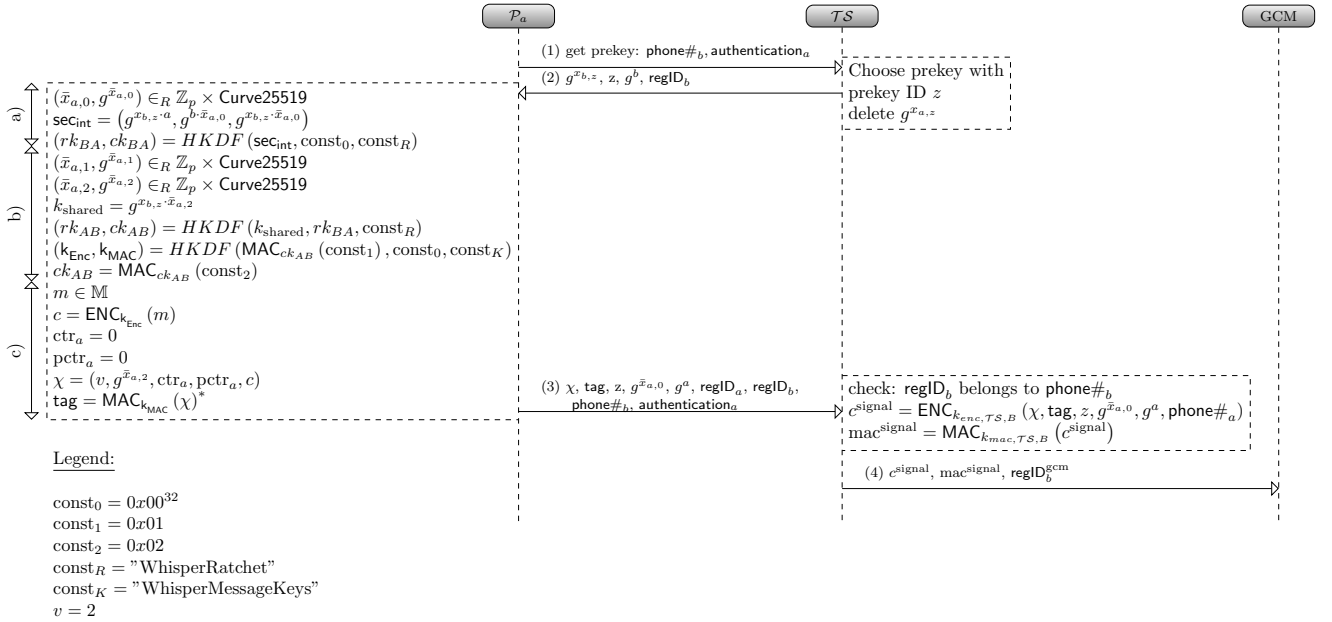 𝒫ₐ
𝒯𝒮
GCM
(1) get prekey: phone#_b, authentication_a
Choose prekey with
prekey ID z
delete g^{x_{a,z}}
(2) g^{x_{b,z}}, z, g^b, regID_b
a)
(x̄_{a,0}, g^{x̄_{a,0}}) ∈_R ℤ_p × Curve25519
sec_int = (g^{x_{b,z}·a}, g^{b·x̄_{a,0}}, g^{x_{b,z}·x̄_{a,0}})
(rk_{BA}, ck_{BA}) = HKDF (sec_int, const_0, const_R)
b)
(x̄_{a,1}, g^{x̄_{a,1}}) ∈_R ℤ_p × Curve25519
(x̄_{a,2}, g^{x̄_{a,2}}) ∈_R ℤ_p × Curve25519
k_shared = g^{x_{b,z}·x̄_{a,2}}
(rk_{AB}, ck_{AB}) = HKDF (k_shared, rk_{BA}, const_R)
(k_Enc, k_MAC) = HKDF (MAC_{ck_{AB}} (const_1) , const_0, const_K)
ck_{AB} = MAC_{ck_{AB}} (const_2)
c)
m ∈ 𝕄
c = ENC_{k_Enc} (m)
ctr_a = 0
pctr_a = 0
χ = (v, g^{x̄_{a,2}}, ctr_a, pctr_a, c)
tag = MAC_{k_MAC} (χ)*
(3) χ, tag, z, g^{x̄_{a,0}}, g^a, regID_a, regID_b,
phone#_b, authentication_a
check: regID_b belongs to phone#_b
c^{signal} = ENC_{k_{enc,𝒯𝒮,B}} (χ, tag, z, g^{x̄_{a,0}}, g^a, phone#_a)
mac^{signal} = MAC_{k_{mac,𝒯𝒮,B}} (c^{signal})
(4) c^{signal}, mac^{signal}, regID_b^{gcm}
Legend:
const_0 = 0x00^{32}
const_1 = 0x01
const_2 = 0x02
const_R = ”WhisperRatchet”
const_K = ”WhisperMessageKeys”
v = 2